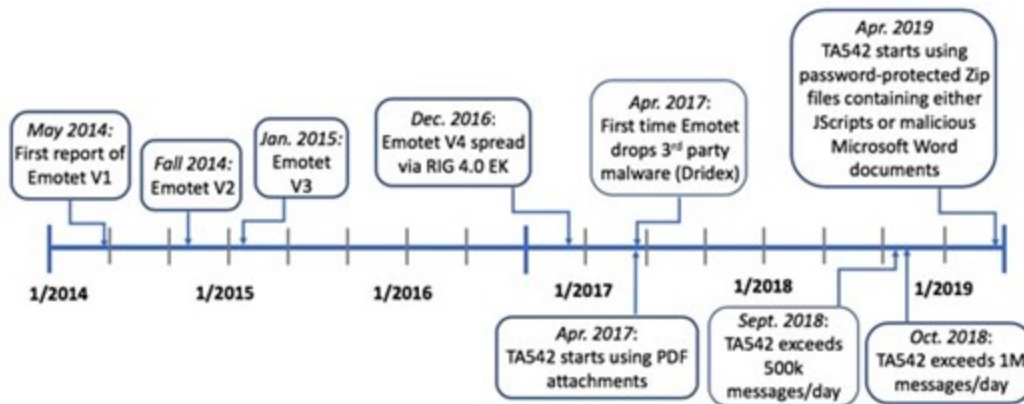 May 2014:
First report of
Emotet V1
Fall 2014:
Emotet V2
Jan. 2015:
Emotet
V3
Dec. 2016:
Emotet V4 spread
via RIG 4.0 EK
Apr. 2017:
First time Emotet
drops 3rd party
malware (Dridex)
Apr. 2019
TA542 starts using
password-protected Zip
files containing either
JScripts or malicious
Microsoft Word
documents
1/2014
1/2015
1/2016
1/2017
1/2018
1/2019
Apr. 2017:
TA542 starts using PDF
attachments
Sept. 2018:
TA542 exceeds
500k
messages/day
Oct. 2018:
TA542 exceeds 1M
messages/day